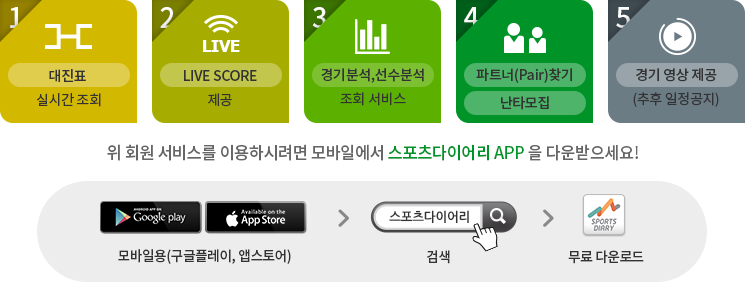 1
대진표
실시간 조회
2
LIVE
LIVE SCORE
제공
3
경기분석,선수분석
조회 서비스
4
파트너(Pair)찾기
난타모집
5
경기 영상 제공
(추후 일정공지)
위 회원 서비스를 이용하시려면 모바일에서 스포츠다이어리 APP 을 다운받으세요!
ANDROID APP ON
Google play
Available on the
App Store
모바일용(구글플레이, 앱스토어)
스포츠다이어리
검색
SPORTS
DIARY
무료 다운로드